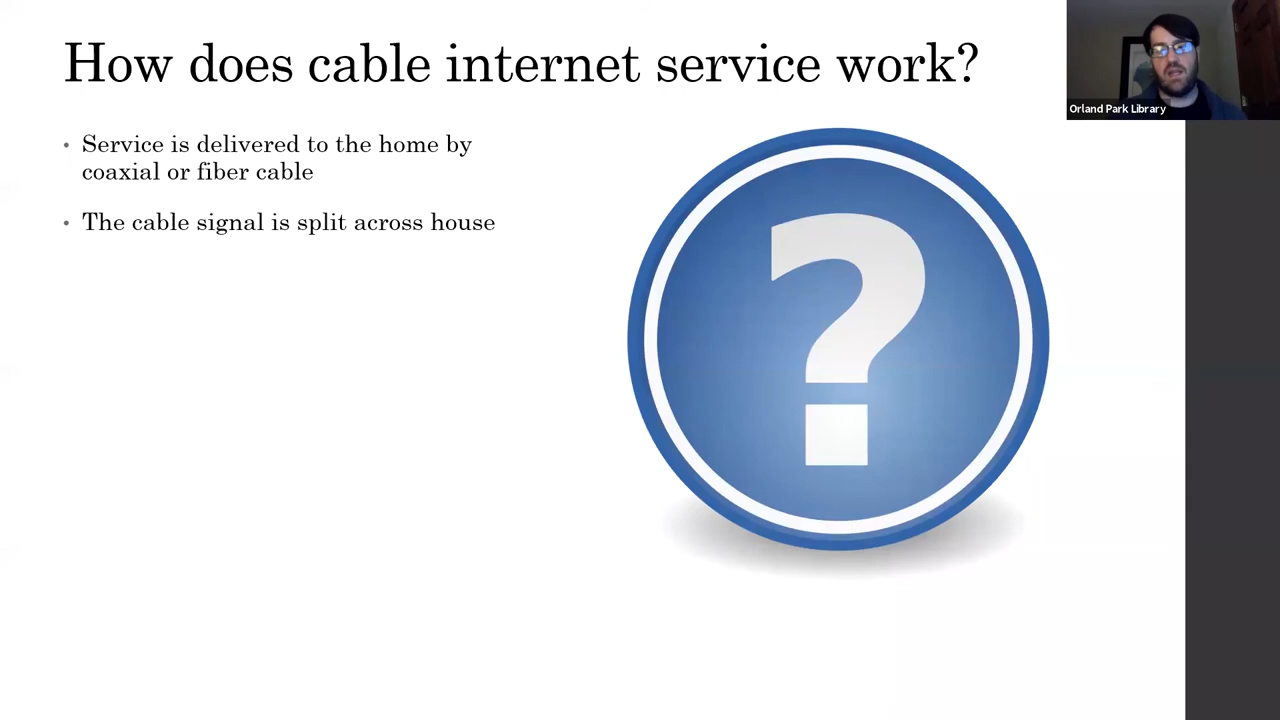 How does cable internet service work?
Orland Park Library
• Service is delivered to the home by
coaxial or fiber cable
• The cable signal is split across house
?